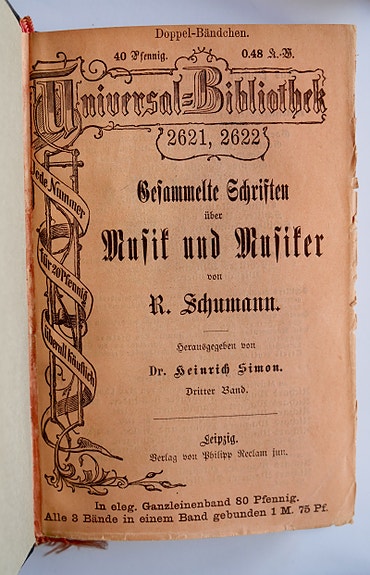 Doppel-Bändchen.
40 Pfennig. 0.48 K.-W.
Universal-Bibliothek
2621, 2622
Jede Nummer
für 20 Pfennig
überall käuflich
Gesammelte Schriften
über
Musik und Musiker
von
R. Schumann.
Herausgegeben von
Dr. Heinrich Simon.
Dritter Band.
Leipzig.
Verlag von Philipp Reclam jun.
In eleg. Ganzleinenband 80 Pfennig.
Alle 3 Bände in einem Band gebunden 1 M. 75 Pf.